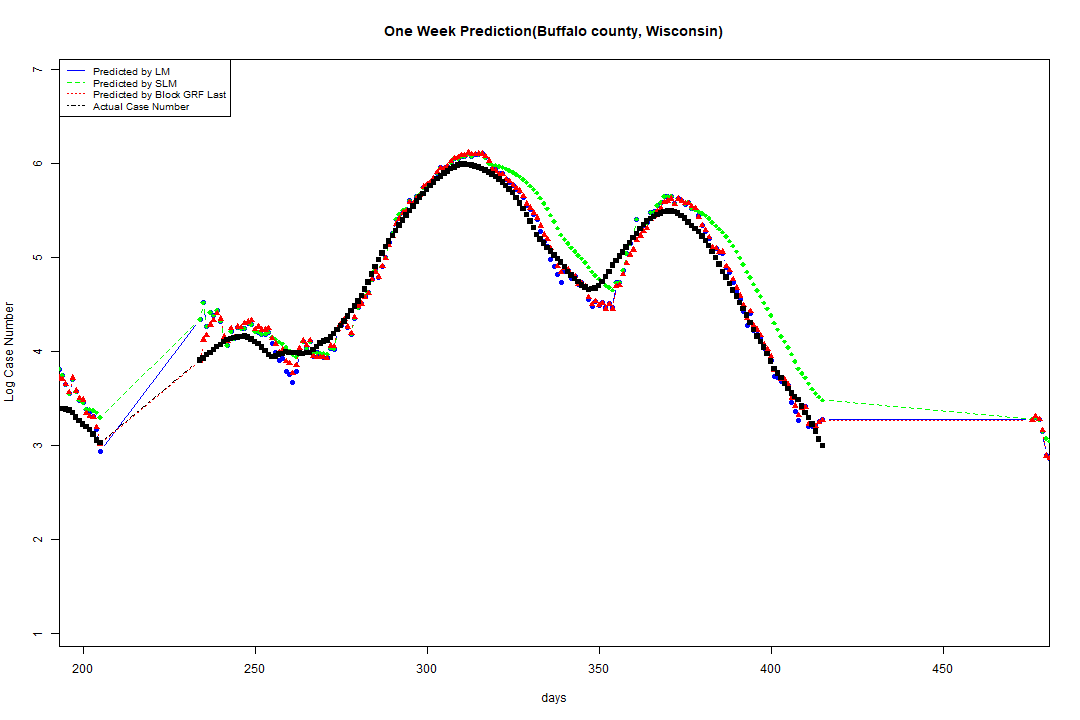 One Week Prediction(Buffalo county, Wisconsin)
Predicted by LM
Predicted by SLM
Predicted by Block GRF Last
Actual Case Number
7
6
5
4
3
2
1
Log Case Number
200 250 300 350 400 450
days